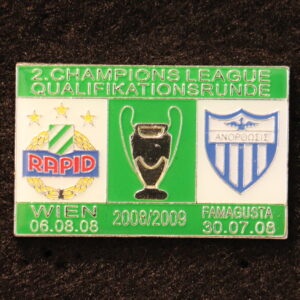 2. CHAMPIONS LEAGUE
QUALIFIKATIONSRUNDE
RAPID
ΑΝΟΡΘΩΣΙΣ
WIEN
06.08.08
2008/2009
FAMAGUSTA
30.07.08